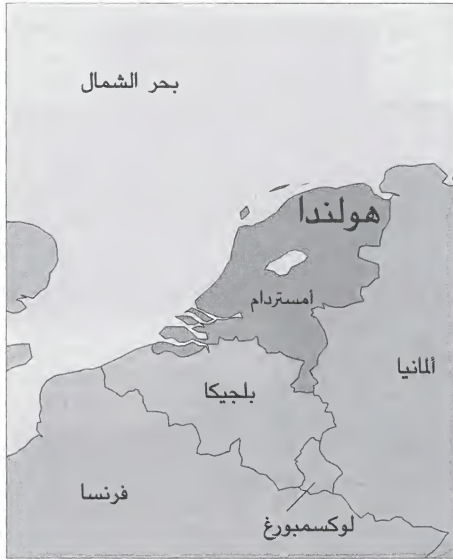 بحر الشمال
هولندا
أمستردام
ألمانيا
بلجيكا
فرنسا
لوكسمبورغ